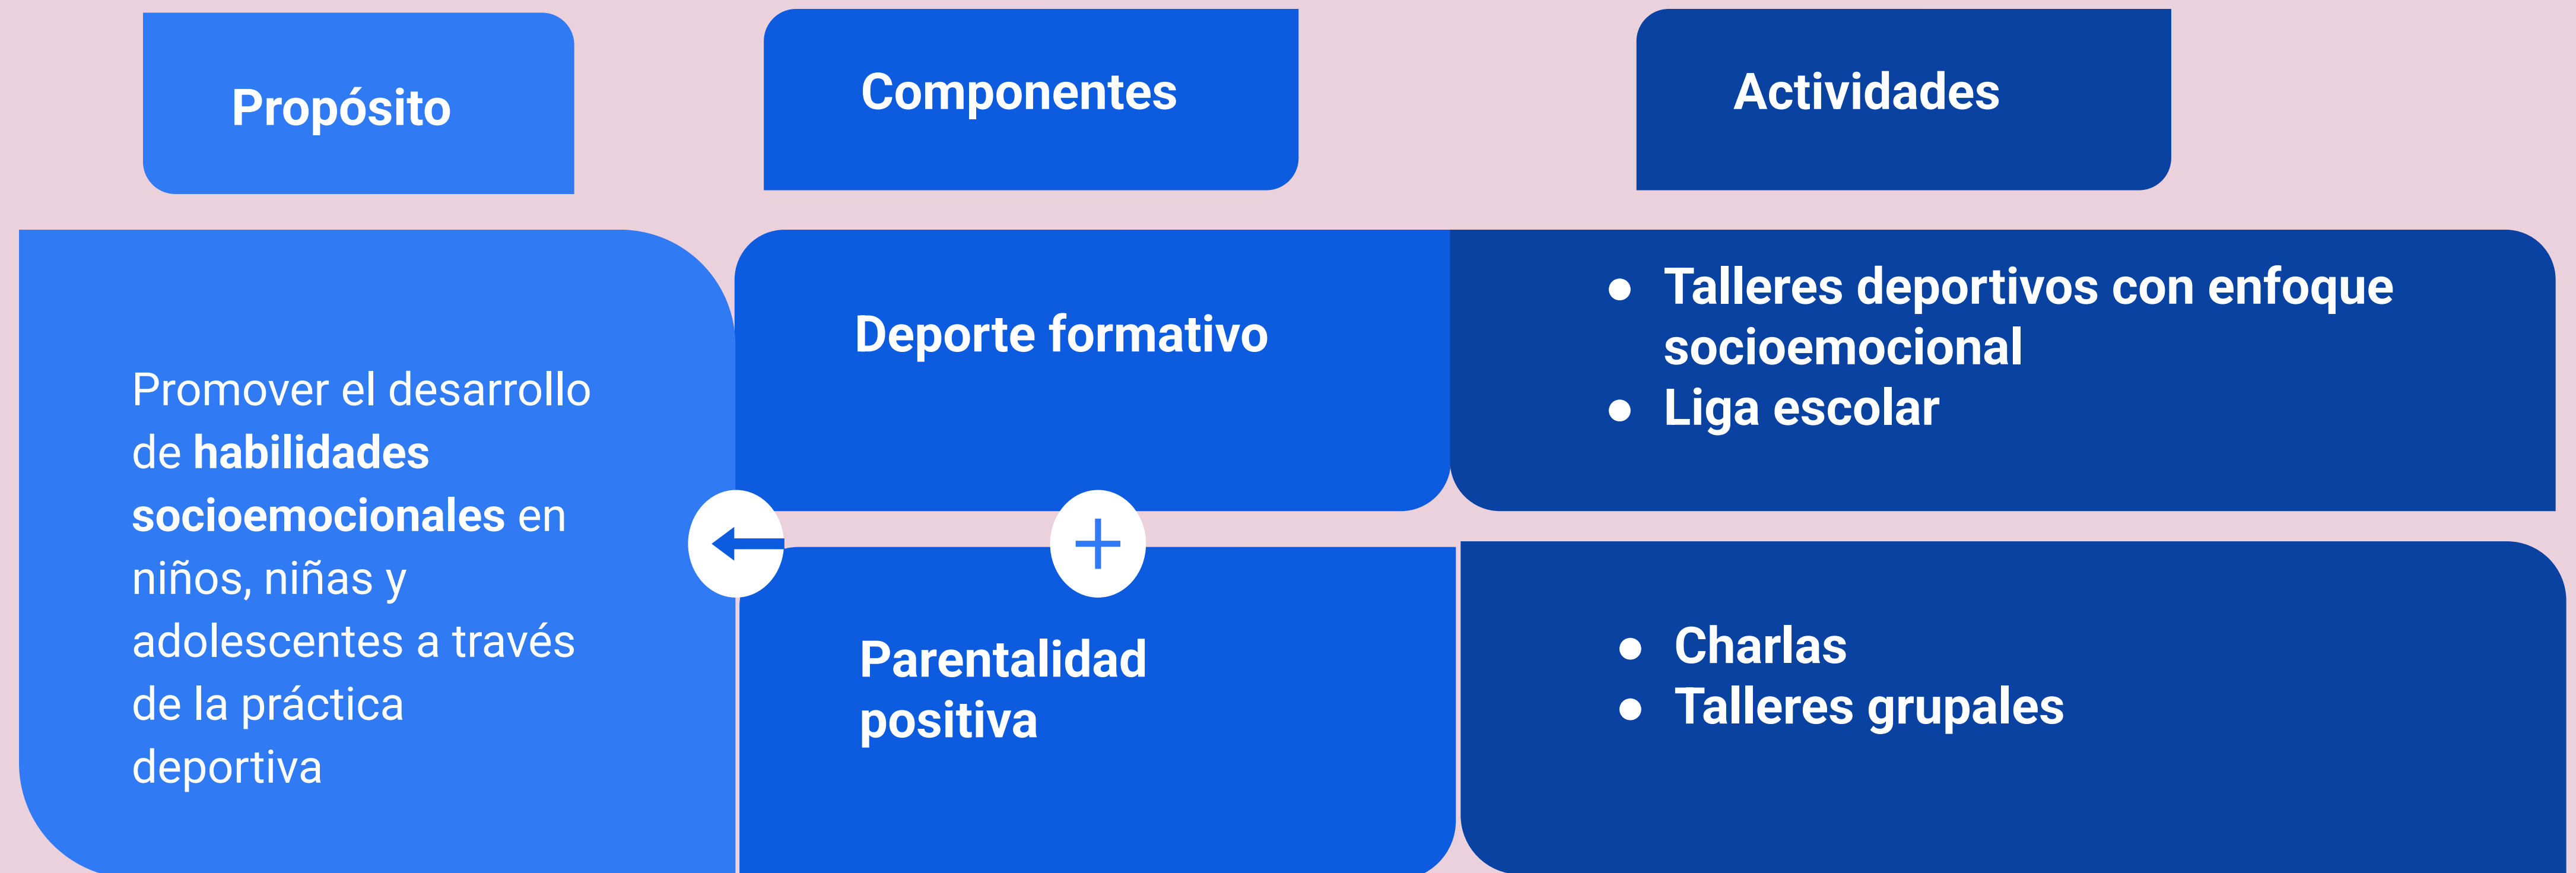 Propósito
Componentes
Actividades
Promover el desarrollo
de habilidades
socioemocionales en
niños, niñas y
adolescentes a través
de la práctica
deportiva
Deporte formativo
● Talleres deportivos con enfoque
socioemocional
● Liga escolar
+
Parentalidad
positiva
● Charlas
● Talleres grupales